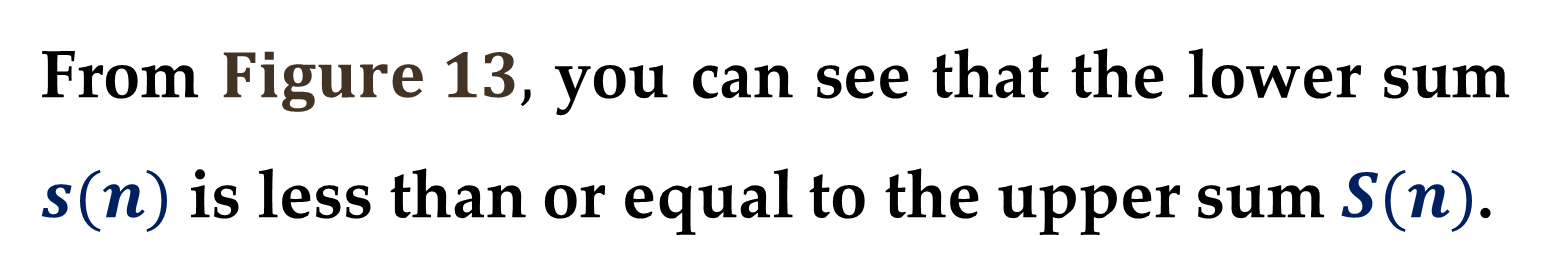 From Figure 13, you can see that the lower sum
s(n) is less than or equal to the upper sum S(n).